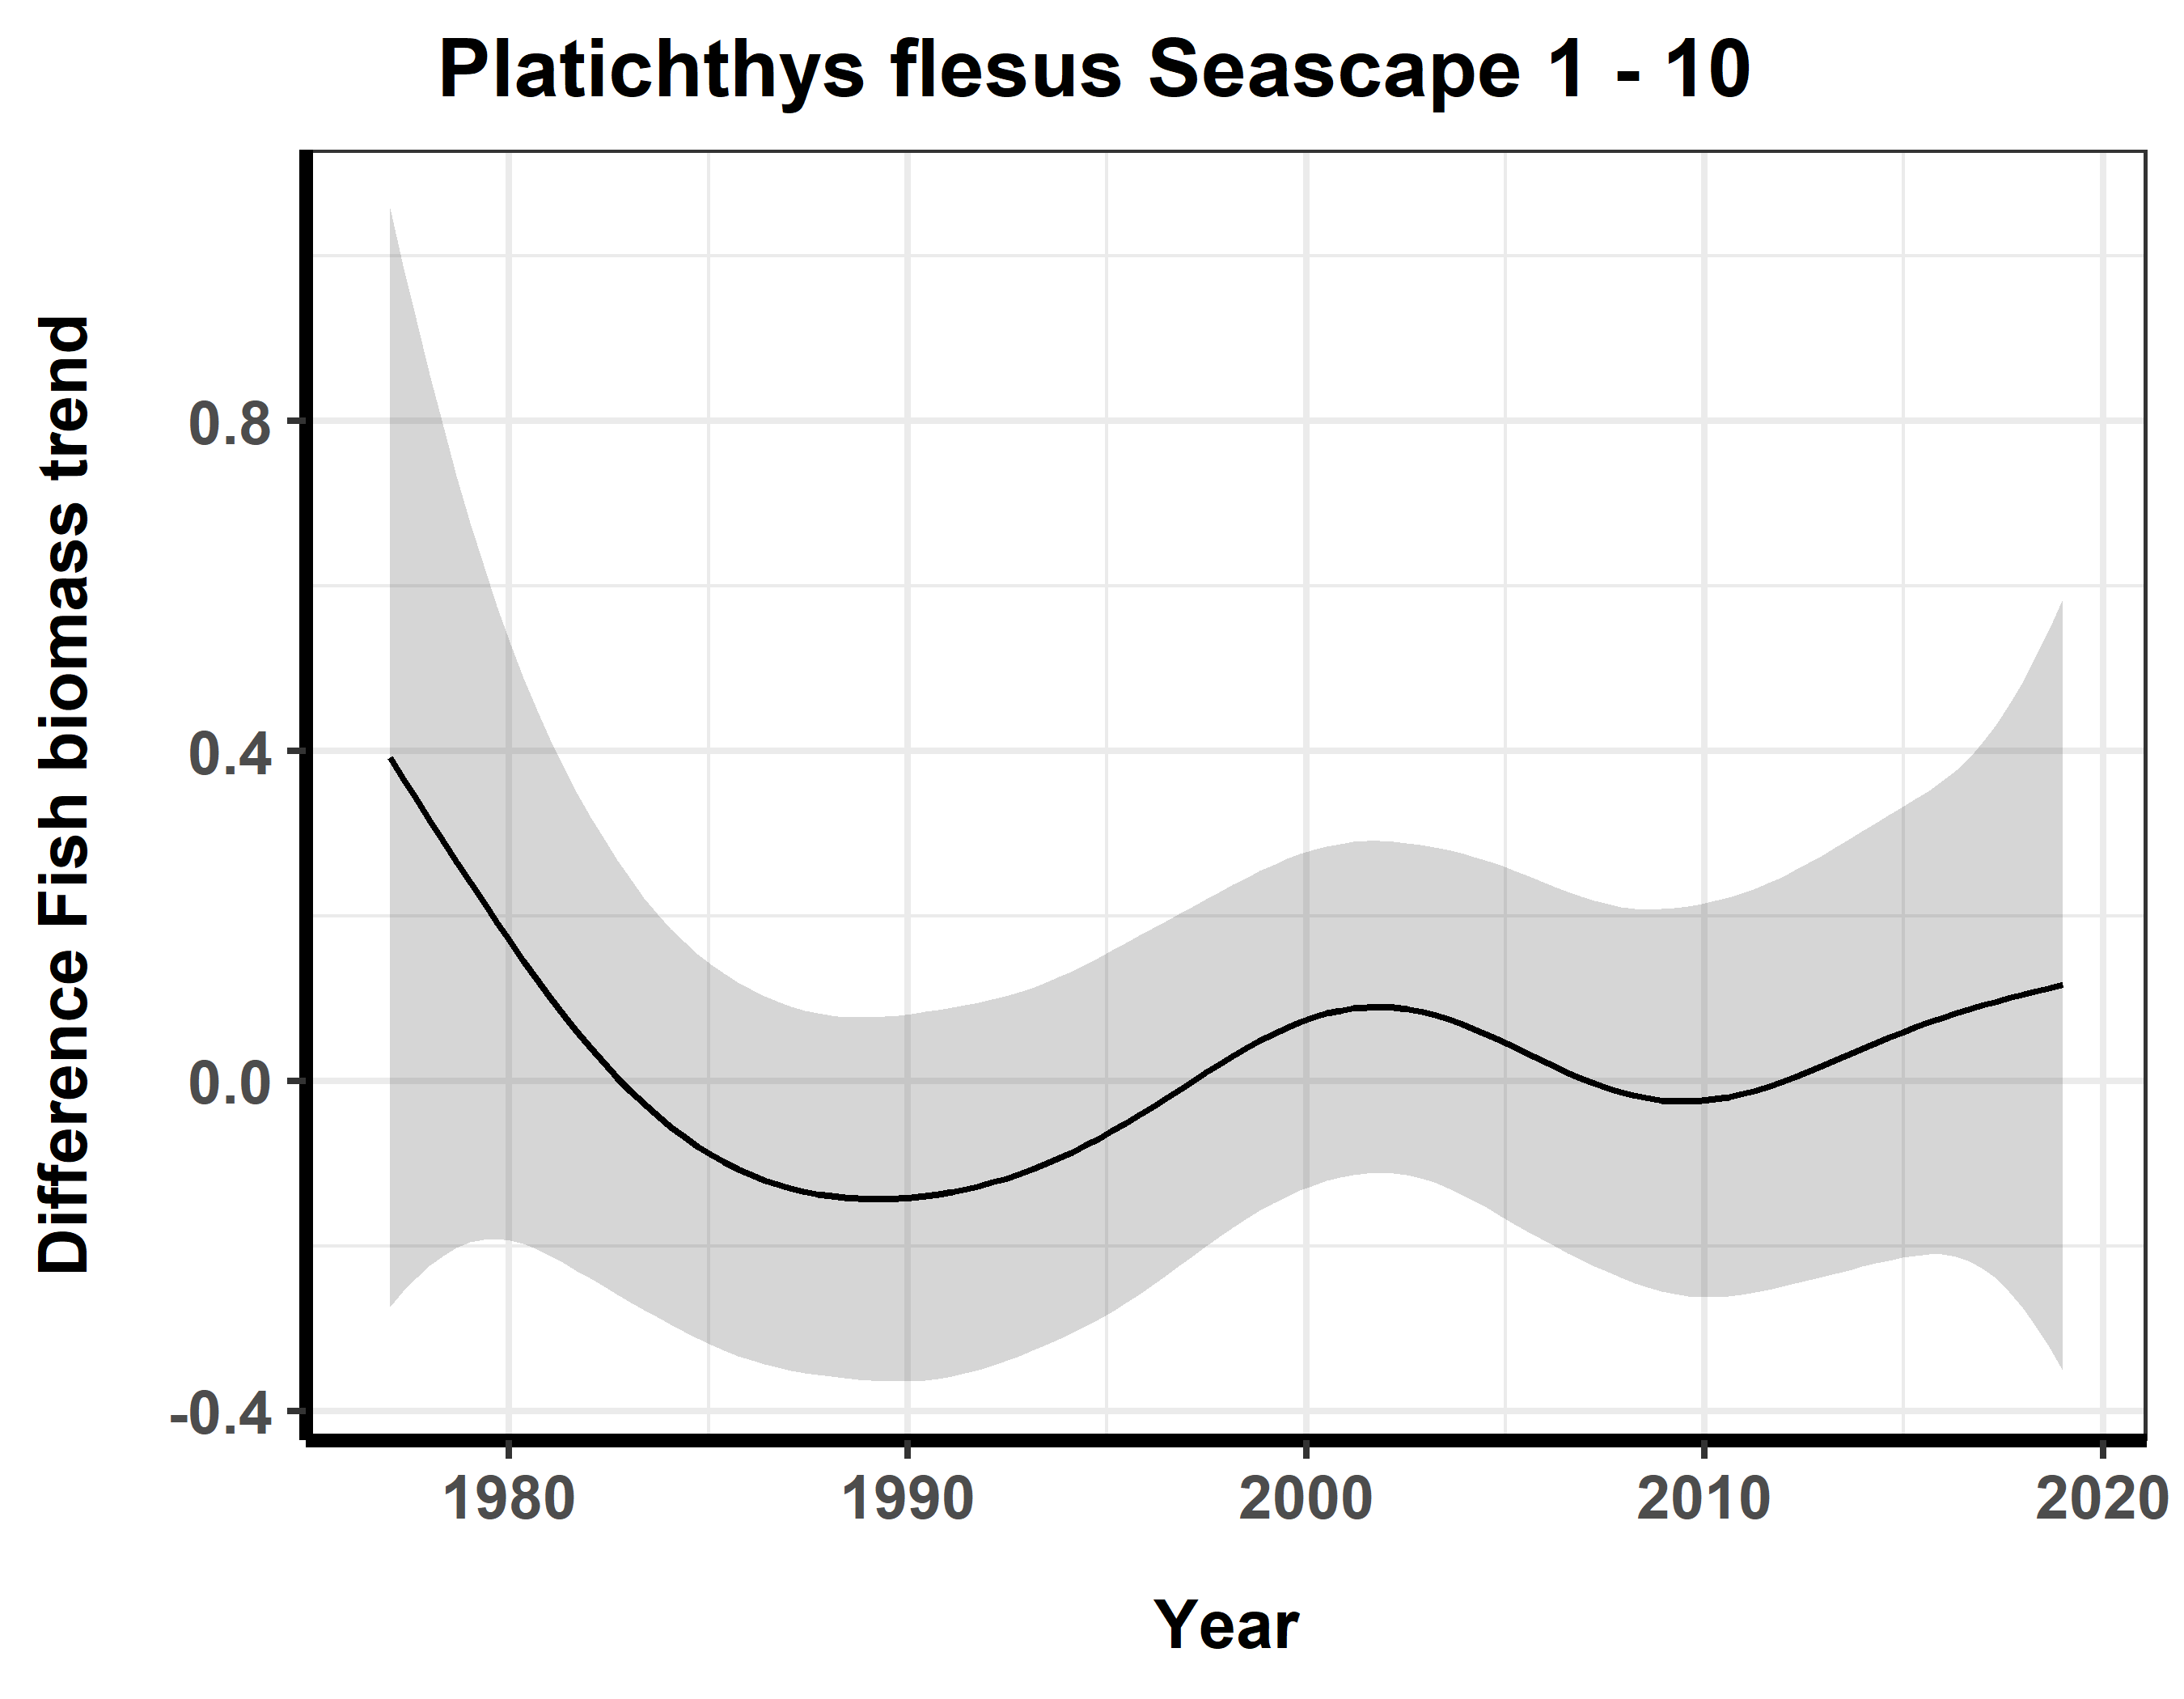 Platichthys flesus Seascape 1 - 10
Difference Fish biomass trend
0.8
0.4
0.0
-0.4
1980 1990 2000 2010 2020
Year